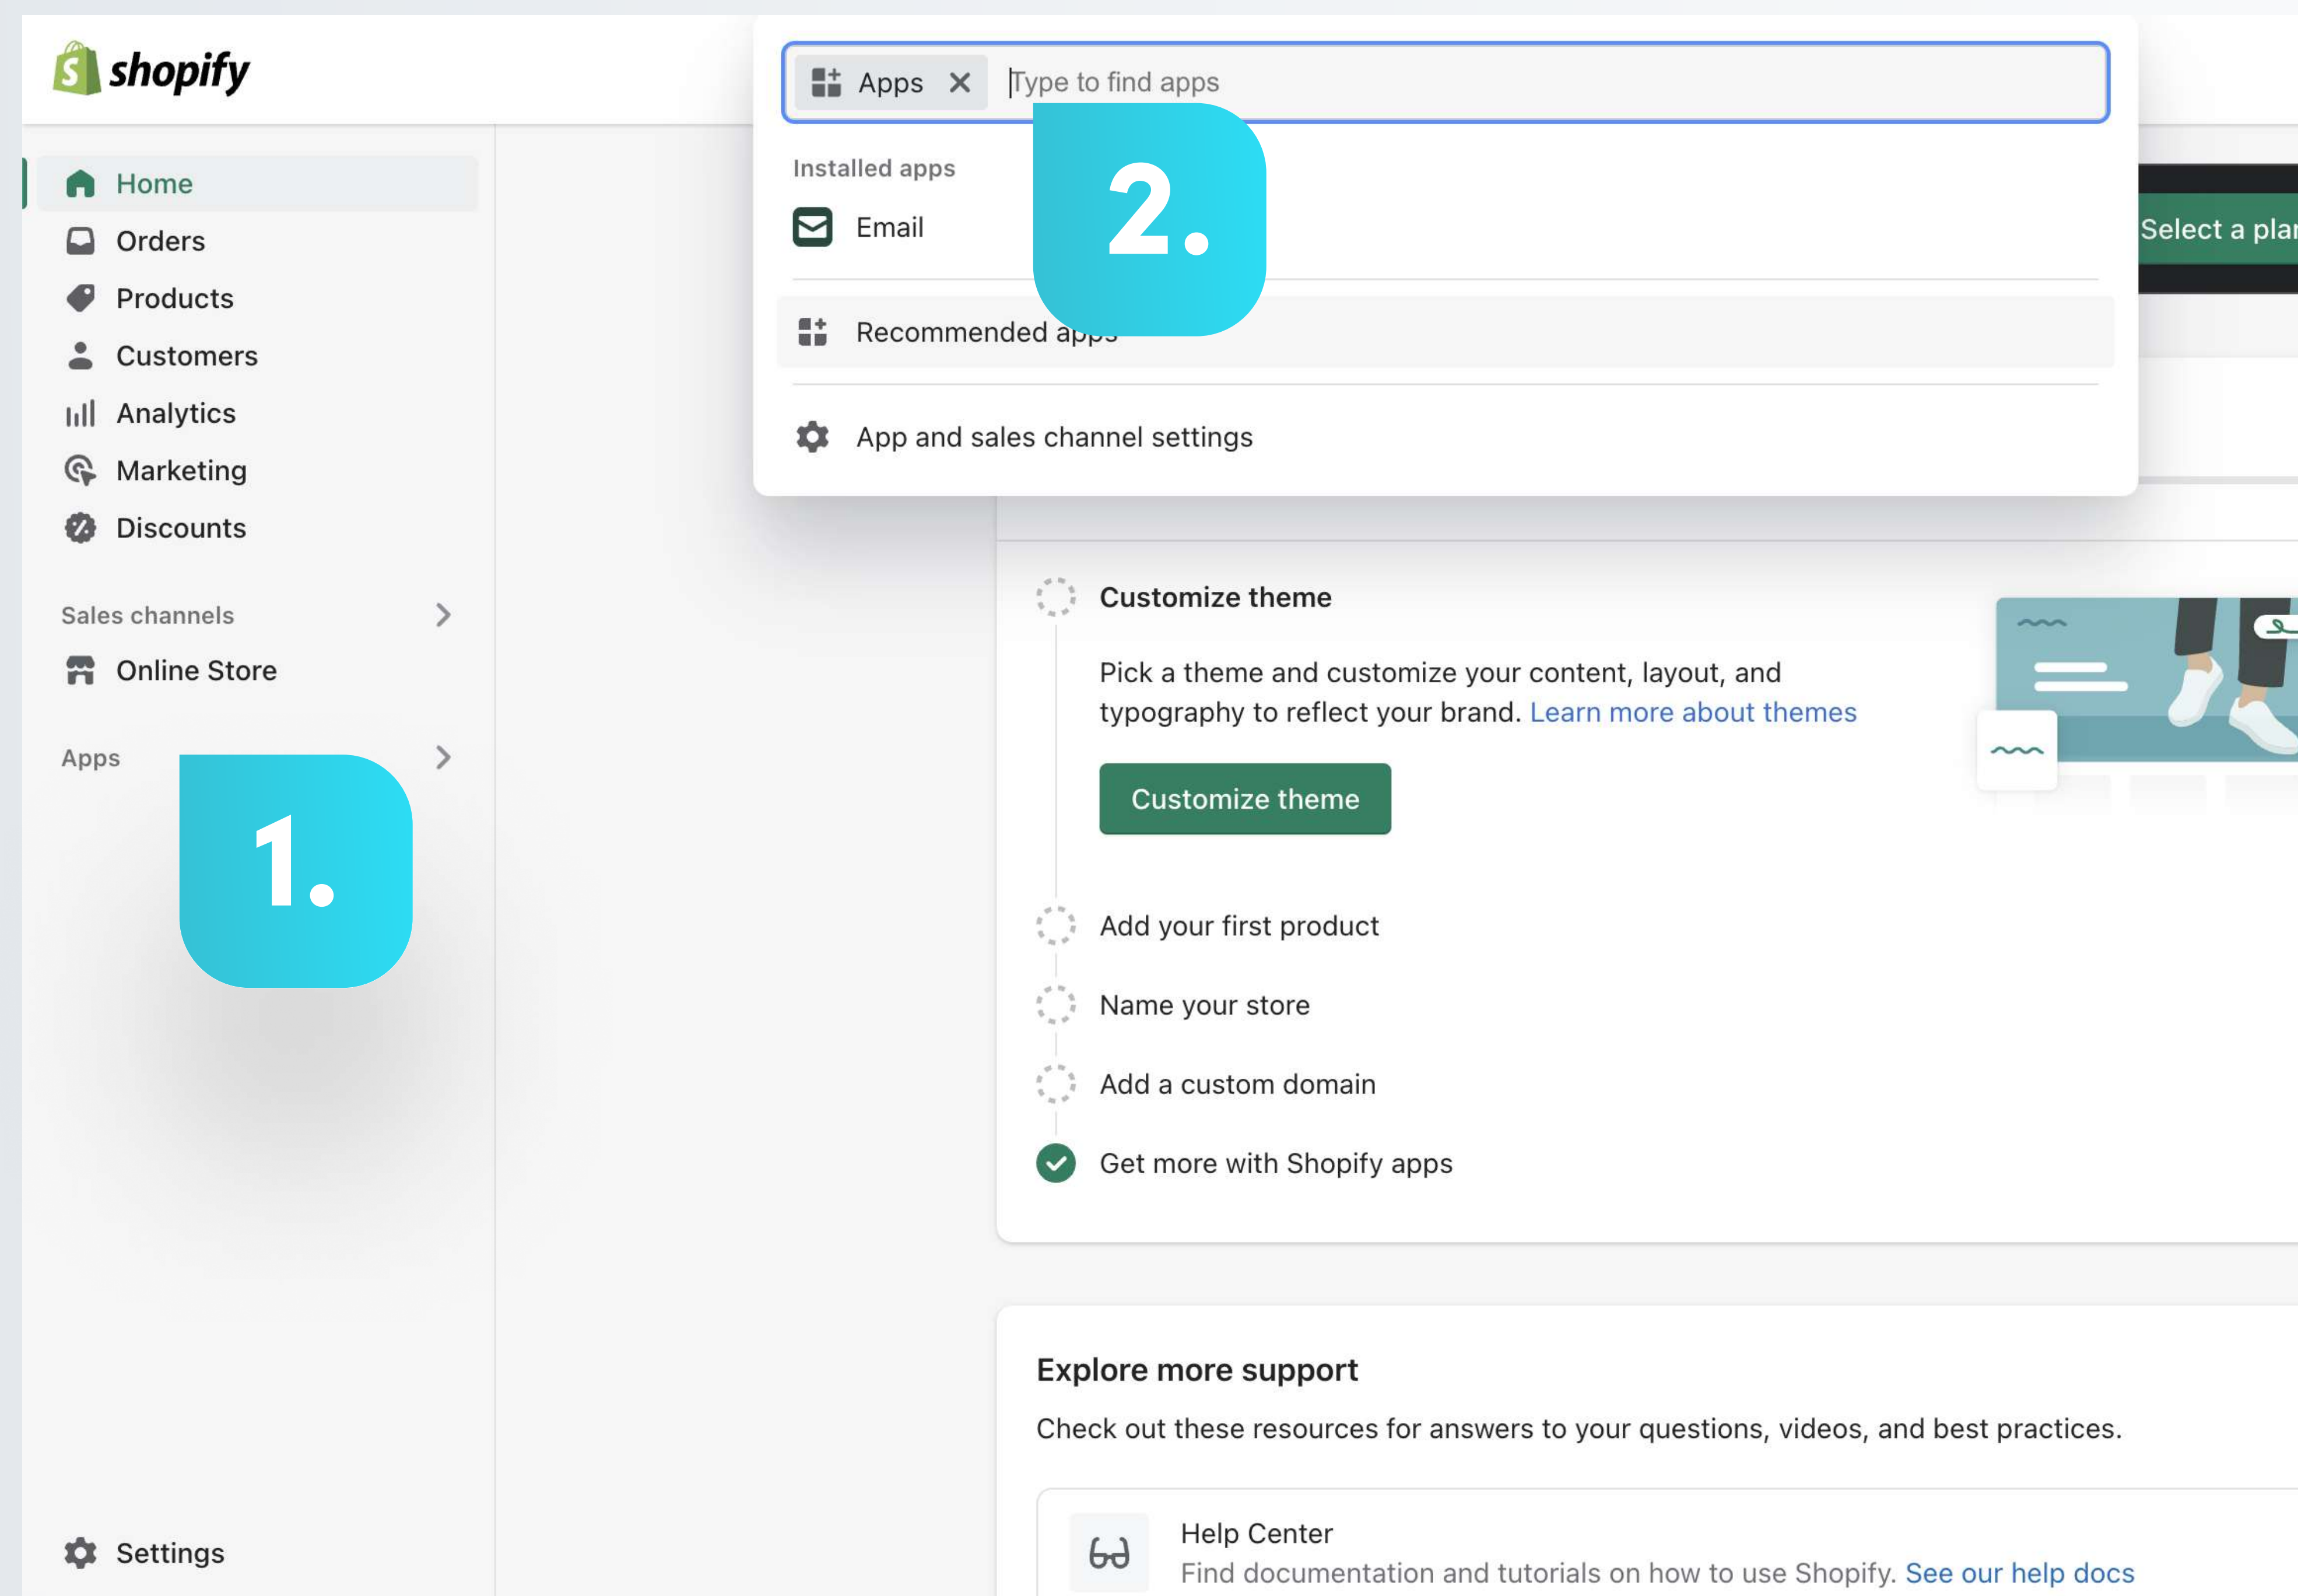 shopify
Apps
Type to find apps
Installed apps
Email
Recommended apps
App and sales channel settings
2.
Select a
Home
Orders
Products
Customers
Analytics
Marketing
Discounts
Sales channels
Online Store
Apps
1.
Settings
Customize theme
Pick a theme and customize your content, layout, and
typography to reflect your brand. Learn more about themes
Customize theme
Add your first product
Name your store
Add a custom domain
Get more with Shopify apps
Explore more support
Check out these resources for answers to your questions, videos, and best practices.
Help Center
Find documentation and tutorials on how to use Shopify. See our help docs